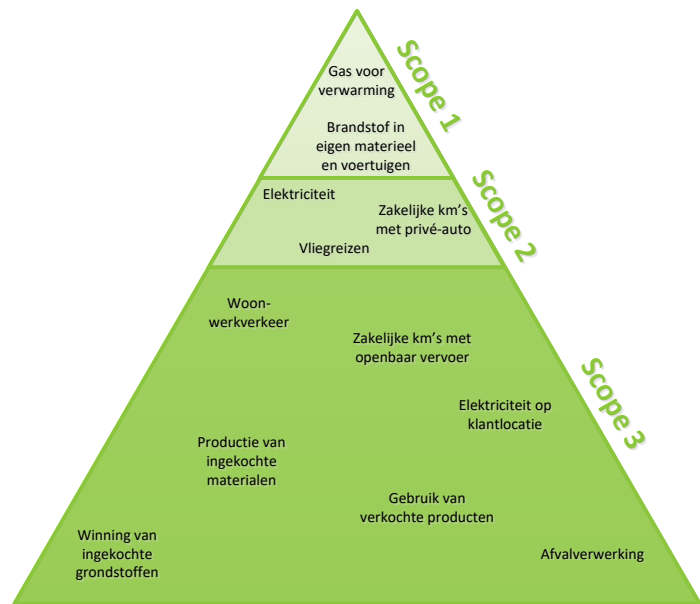 Gas voor
verwarming
Scope 1
Brandstof in
eigen materieel
en voertuigen
Elektriciteit
Zakelijke km's
met privé-auto
Vliegreizen
Scope 2
Woon-
werkverkeer
Zakelijke km's met
openbaar vervoer
Elektriciteit op
klantlocatie
Scope 3
Productie van
ingekochte
materialen
Gebruik van
verkochte producten
Winning van
ingekochte
grondstoffen
Afvalverwerking